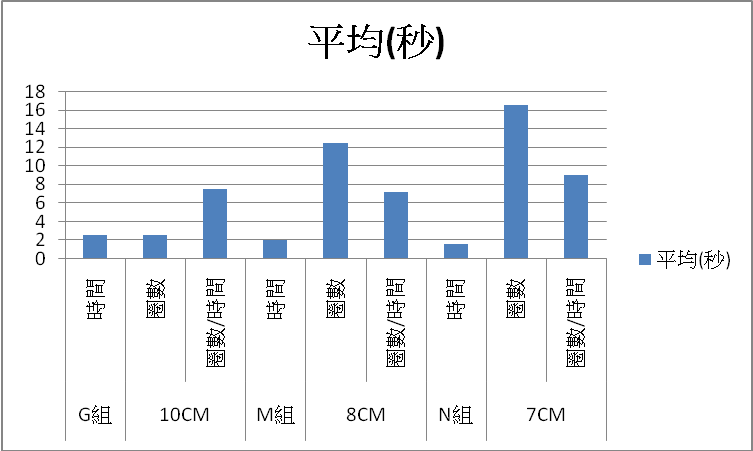 平均(秒)
18
16
14
12
10
8
6
4
2
0
平均(秒)
時間
圈數
圈數/時間
時間
圈數
圈數/時間
時間
圈數
圈數/時間
G組
10CM
M組
8CM
N組
7CM